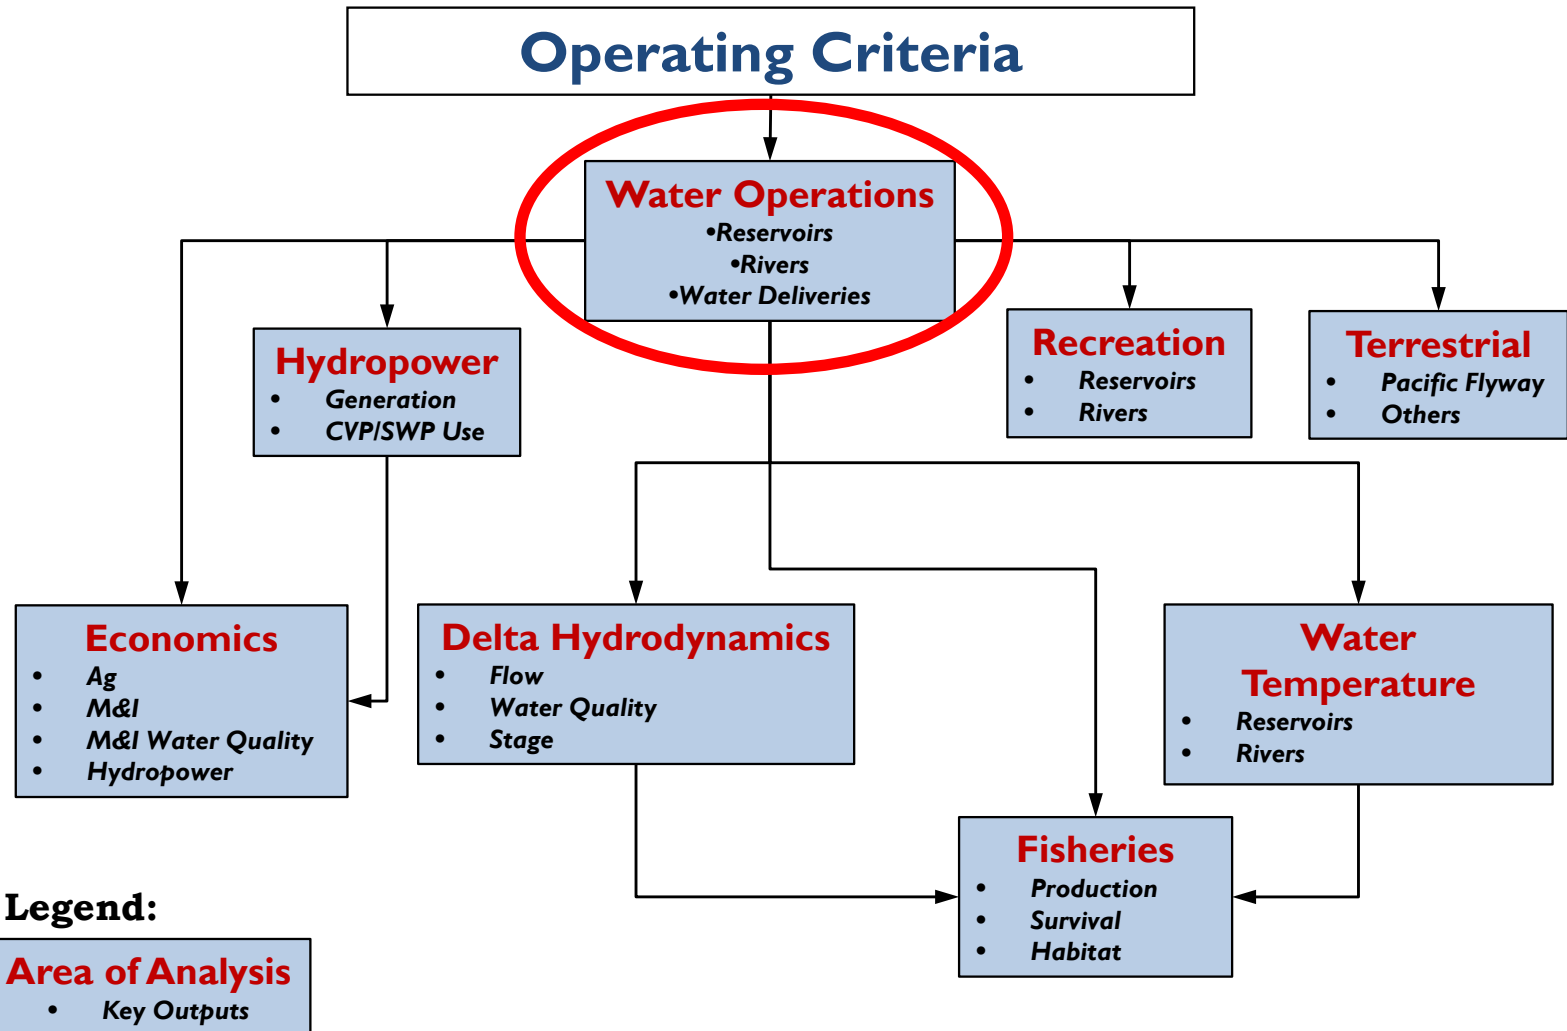 Operating Criteria
Water Operations
•Reservoirs
•Rivers
•Water Deliveries
Hydropower
• Generation
• CVP/SWP Use
Recreation
• Reservoirs
• Rivers
Terrestrial
• Pacific Flyway
• Others
Economics
• Ag
• M&I
• M&I Water Quality
• Hydropower
Delta Hydrodynamics
• Flow
• Water Quality
• Stage
Water
Temperature
• Reservoirs
• Rivers
Fisheries
• Production
• Survival
• Habitat
Legend:
Area of Analysis
• Key Outputs